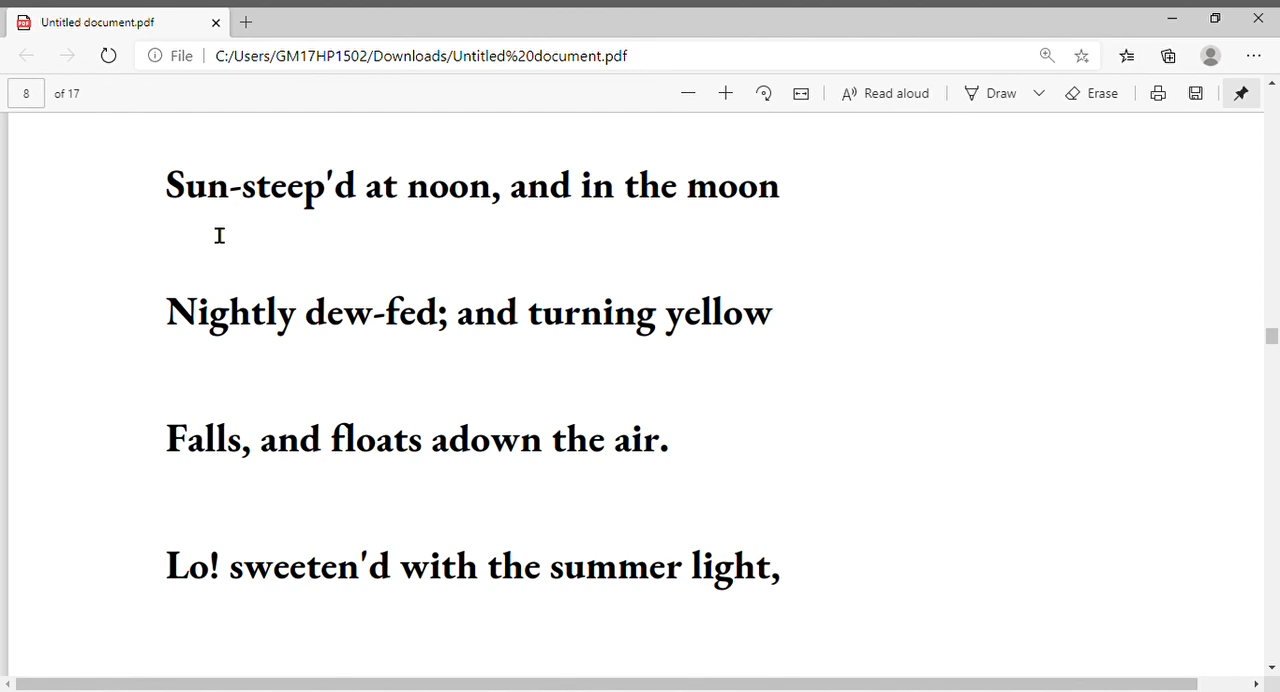 Untitled document.pdf
File C:/Users/GM17HP1502/Downloads/Untitled%20document.pdf
8 of 17 Read aloud Draw Erase
Sun-steep'd at noon, and in the moon
Nightly dew-fed; and turning yellow
Falls, and floats adown the air.
Lo! sweeten'd with the summer light,